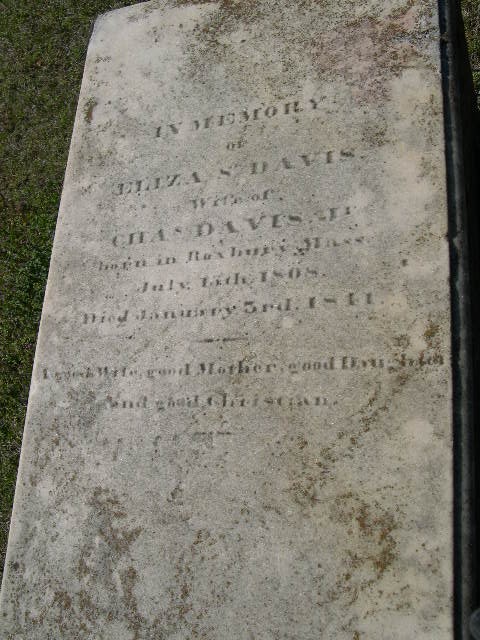 IN MEMORY
OF
ELIZA S. DAVIS.
Wife of.
CHAS DAVIS, JR
born in Roxbury, Mass.
July, 15th, 1808.
Died January 3rd, 1841.
A good Wife, good Mother, good Daughter
and good Christian.